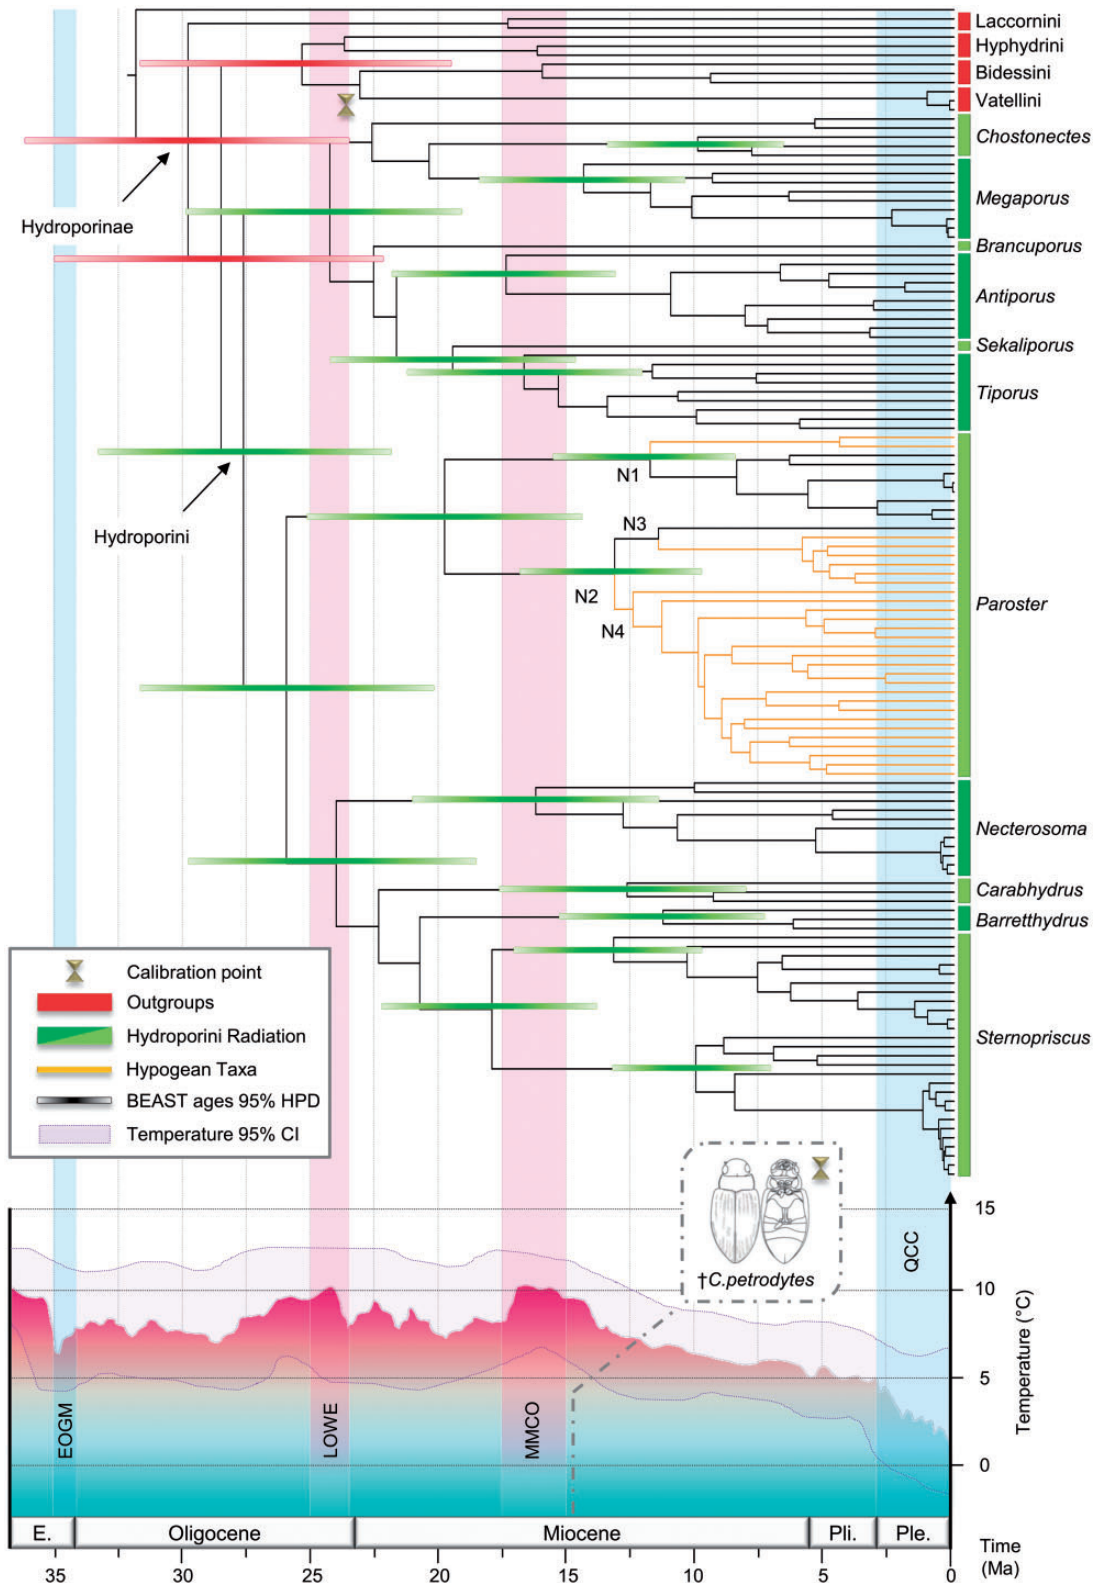 Laccornini
Hyphydrini
Bidessini
Vatellini
Chostonectes
Megaporus
Hydroporinae
Brancuporus
Antiporus
Sekaliporus
Tiporus
N1
Hydroporini
N3
N2
Paroster
N4
Necterosoma
Carabhydrus
Barretthydrus
Calibration point
Outgroups
Hydroporini Radiation
Sternopriscus
Hypogean Taxa
BEAST ages 95% HPD
Temperature 95% CI
†C.petrodytes
15
10
5
0
Temperature (°C)
EOGM
LOWE
MMCO
QCC
E.
Oligocene
Miocene
Pli.
Ple.
Time
(Ma)
35
30
25
20
15
10
5
0